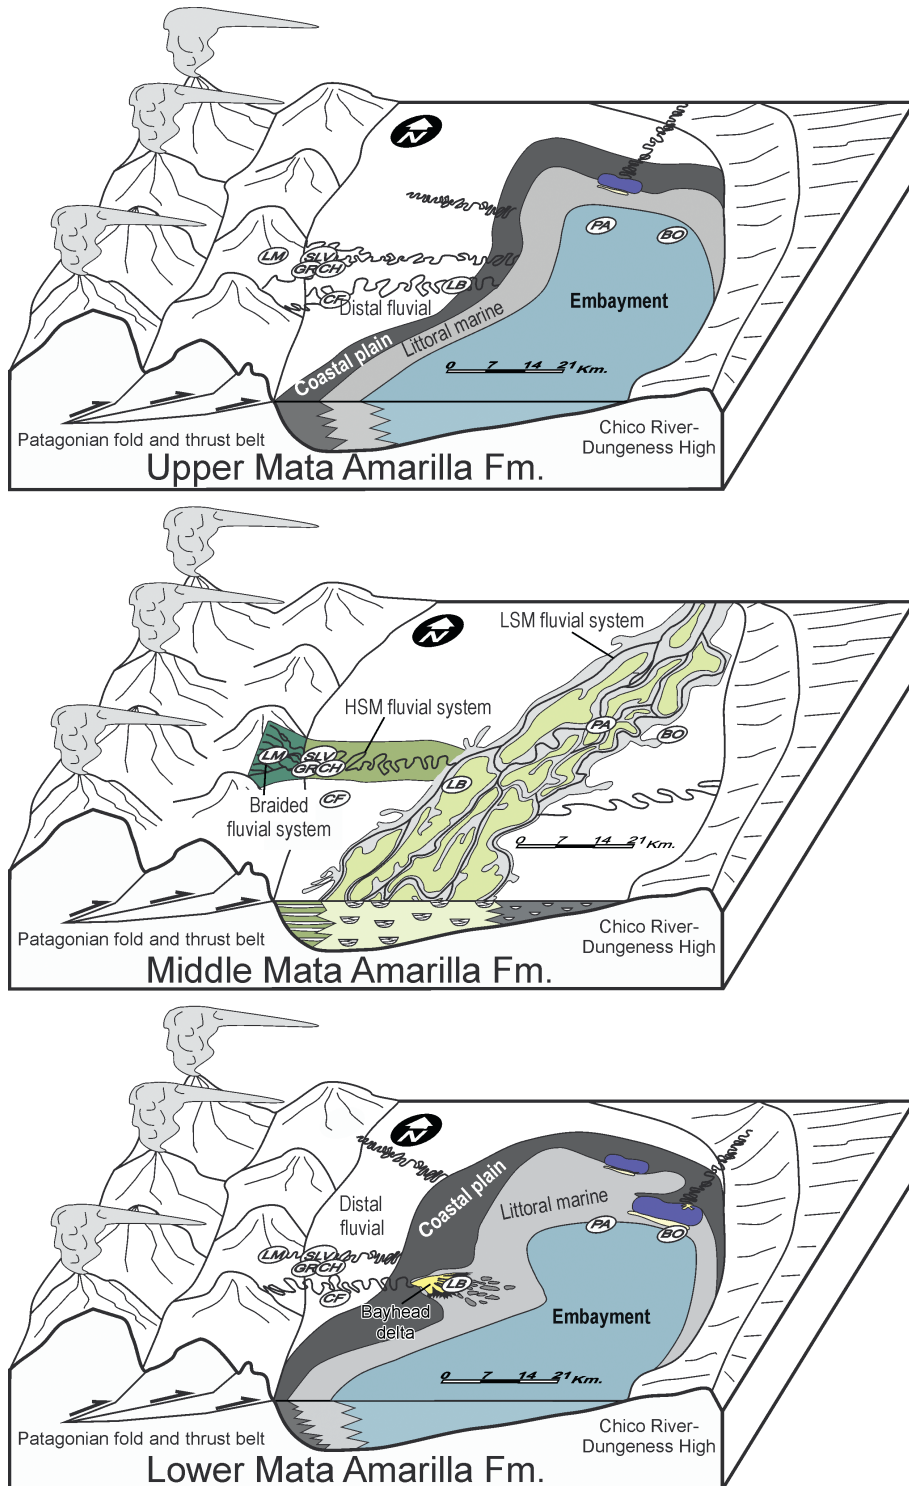 N
PA
BO
LM
SLV
GR
CH
CF
LB
Distal fluvial
Coastal plain
Littoral marine
Embayment
0 7 14 21 Km.
Patagonian fold and thrust belt
Chico River-
Dungeness High
Upper Mata Amarilla Fm.
N
LSM fluvial system
HSM fluvial system
PA
BO
LM
SLV
GR
CH
CF
LB
Braided
fluvial system
0 7 14 21 Km.
Patagonian fold and thrust belt
Chico River-
Dungeness High
Middle Mata Amarilla Fm.
N
Coastal plain
Littoral marine
Distal
fluvial
PA
BO
LM
SLV
GR
CH
CF
LB
Bayhead
delta
Embayment
0 7 14 21 Km.
Patagonian fold and thrust belt
Chico River-
Dungeness High
Lower Mata Amarilla Fm.